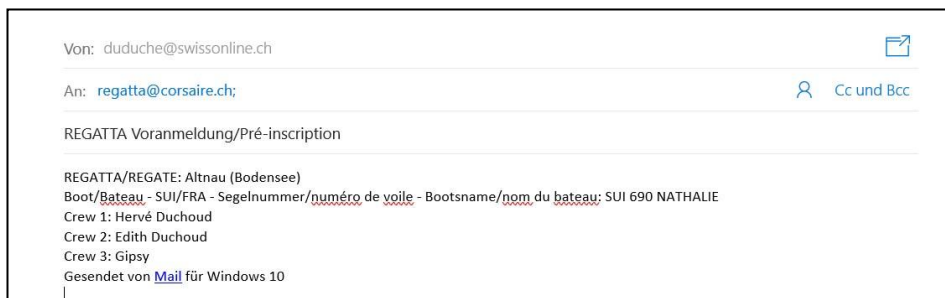 Von: duduche@swissonline.ch
An: regatta@corsaire.ch; Cc und Bcc
REGATTA Voranmeldung/Pré-inscription
REGATTA/REGATE: Altnau (Bodensee)
Boot/Bateau - SUI/FRA - Segelnummer/numéro de voile - Bootsname/nom du bateau: SUI 690 NATHALIE
Crew 1: Hervé Duchoud
Crew 2: Edith Duchoud
Crew 3: Gipsy
Gesendet von Mail für Windows 10